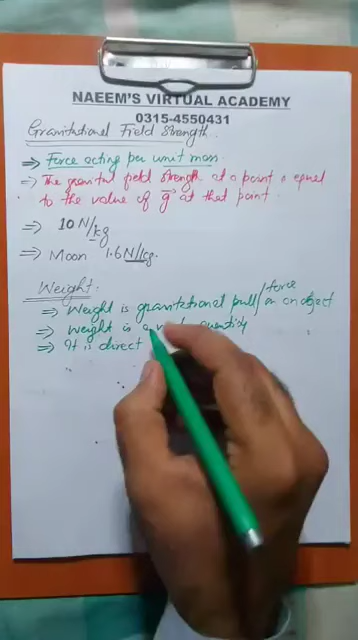 NAEEM'S VIRTUAL ACADEMY
0315-4550431
Gravitational Field Strength.
⇒ Force acting per unit mass.
⇒ The field strength at a point is equal
to the value of g⃗ at that point.
⇒ 10 N/kg
⇒ Moon 1.6 N/kg.
Weight:
⇒ Weight is gravitational pull/force on an object
⇒ Weight is a quantity
⇒ It is direct